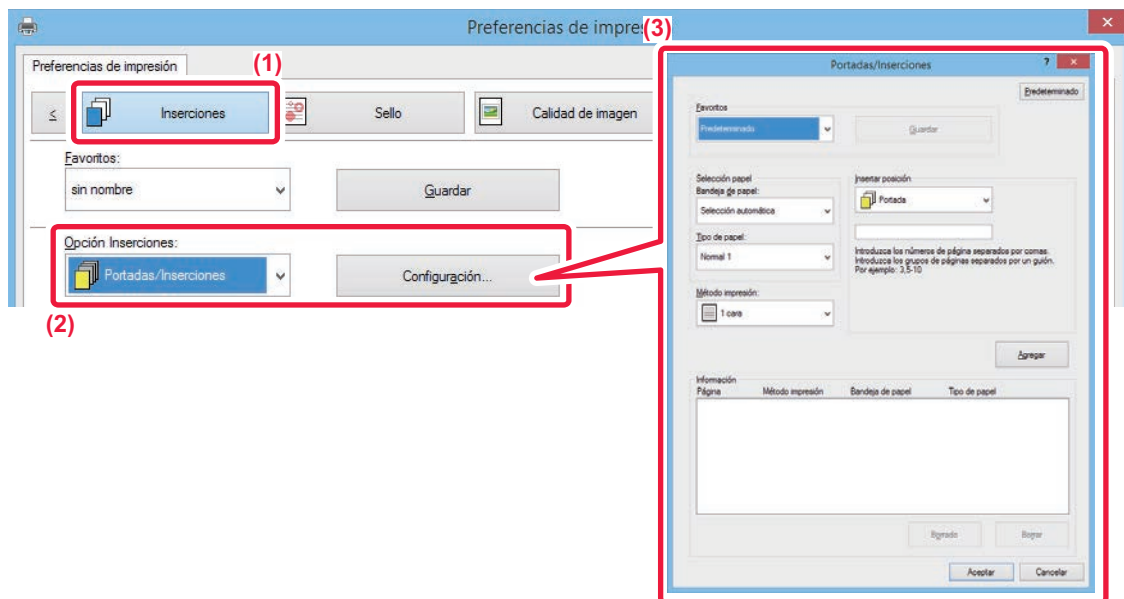 Preferencias de impre
(3)
Preferencias de impresión
(1)
≤
Inserciones
Sello
Calidad de imagen
Favoritos:
sin nombre
Guardar
Opción Inserciones:
Portadas/Inserciones
Configuración...
(2)
Portadas/Inserciones
?
Predeterminado
Favoritos
Predeterminado
Guardar
Selección papel
Bandeja de papel:
Selección automática
Tipo de papel:
Normal 1
Método impresión:
1 cara
Insertar posición
Portada
Introduzca los números de página separados por comas.
Introduzca los grupos de páginas separados por un guión.
Por ejemplo: 3,5-10
Agregar
Información
Página Método impresión Bandeja de papel Tipo de papel
Borrado
Borrar
Aceptar
Cancelar